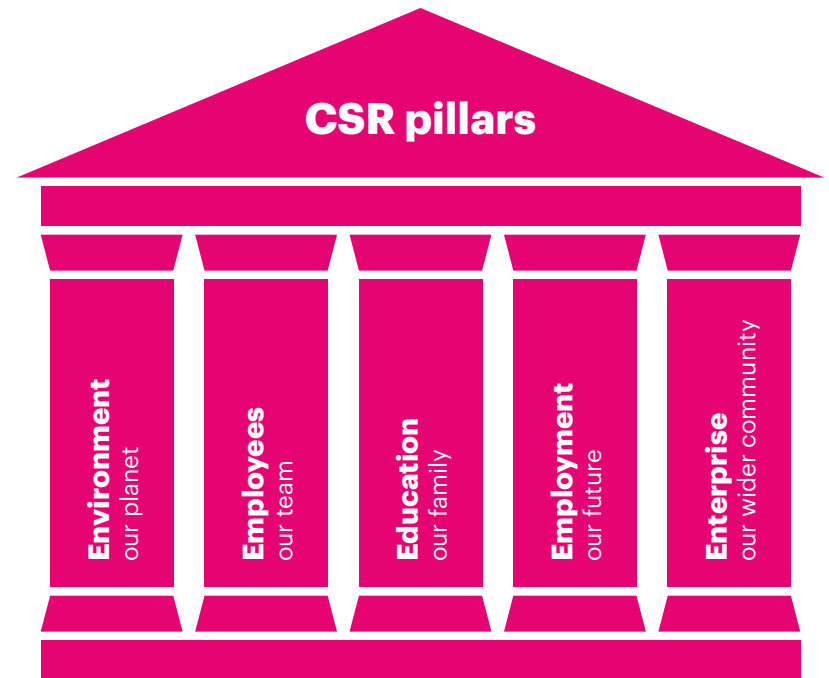 CSR pillars
Environment
our planet
Employees
our team
Education
our family
Employment
our future
Enterprise
our wider community